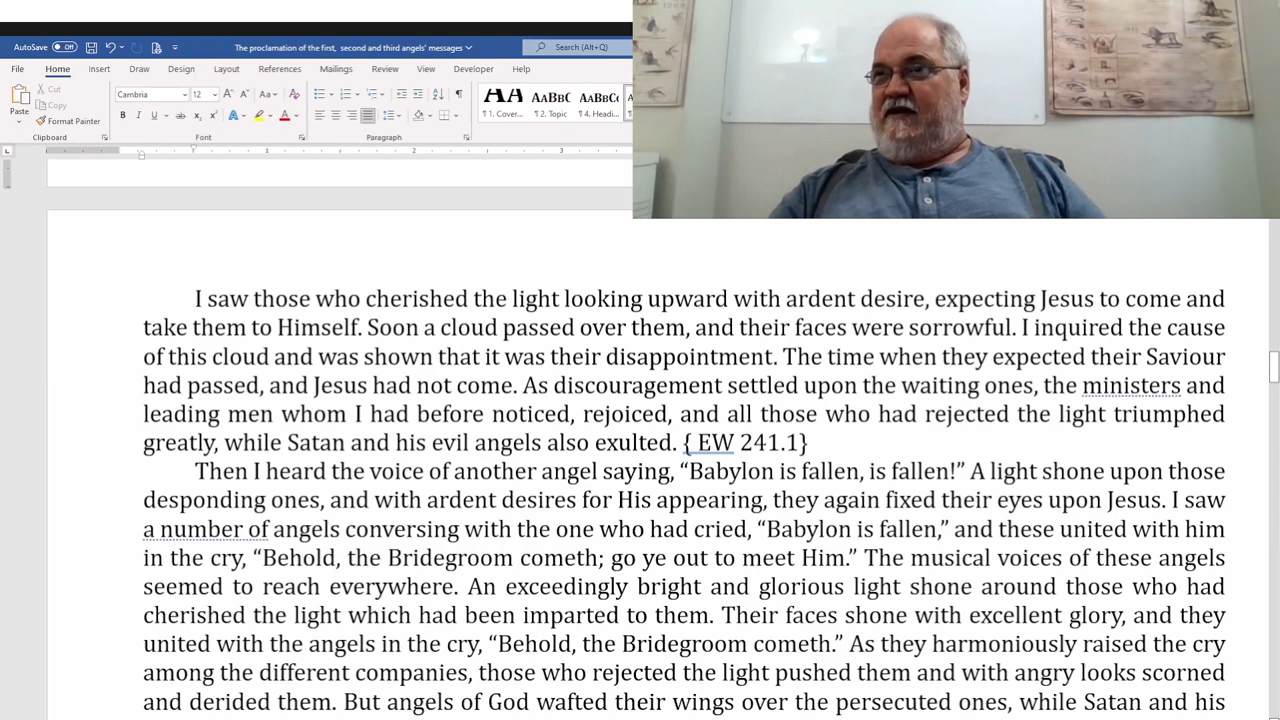 AutoSave Off The proclamation of the first, second and third angels' messages Search (Alt+Q)
File Home Insert Draw Design Layout References Mailings Review View Developer Help
Paste
Cut
Copy
Format Painter
Cambria 12 Aa A
AABBC AABBCC
B I U ab A A
1. Cover... 2. Topic 4. Headi...
Clipboard Font Paragraph
1 2 3
I saw those who cherished the light looking upward with ardent desire, expecting Jesus to come and
take them to Himself. Soon a cloud passed over them, and their faces were sorrowful. I inquired the cause
of this cloud and was shown that it was their disappointment. The time when they expected their Saviour
had passed, and Jesus had not come. As discouragement settled upon the waiting ones, the ministers and
leading men whom I had before noticed, rejoiced, and all those who had rejected the light triumphed
greatly, while Satan and his evil angels also exulted. { EW 241.1}
Then I heard the voice of another angel saying, “Babylon is fallen, is fallen!” A light shone upon those
desponding ones, and with ardent desires for His appearing, they again fixed their eyes upon Jesus. I saw
a number of angels conversing with the one who had cried, “Babylon is fallen,” and these united with him
in the cry, “Behold, the Bridegroom cometh; go ye out to meet Him.” The musical voices of these angels
seemed to reach everywhere. An exceedingly bright and glorious light shone around those who had
cherished the light which had been imparted to them. Their faces shone with excellent glory, and they
united with the angels in the cry, “Behold, the Bridegroom cometh.” As they harmoniously raised the cry
among the different companies, those who rejected the light pushed them and with angry looks scorned
and derided them. But angels of God wafted their wings over the persecuted ones, while Satan and his